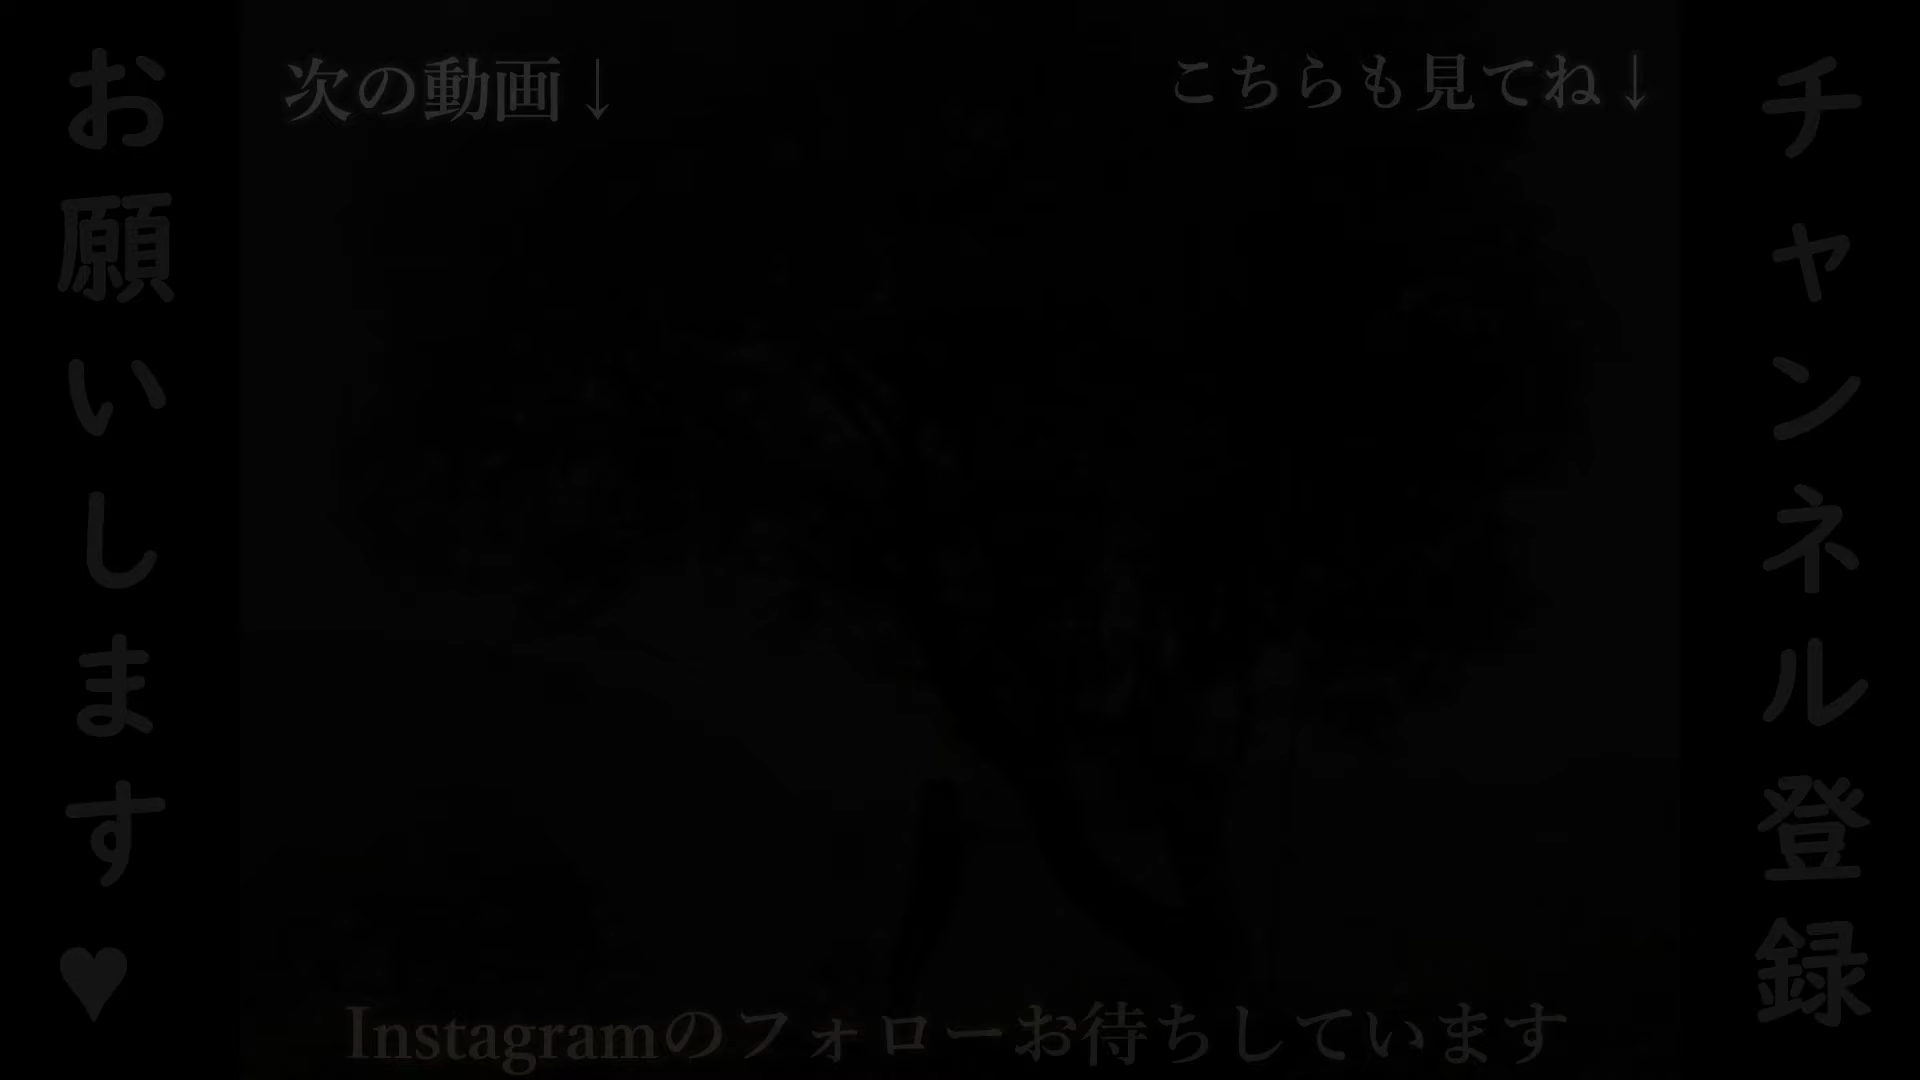 チャンネル登録
お願いします♥
次の動画↓
こちらも見てね↓
Instagramのフォローお待ちしています